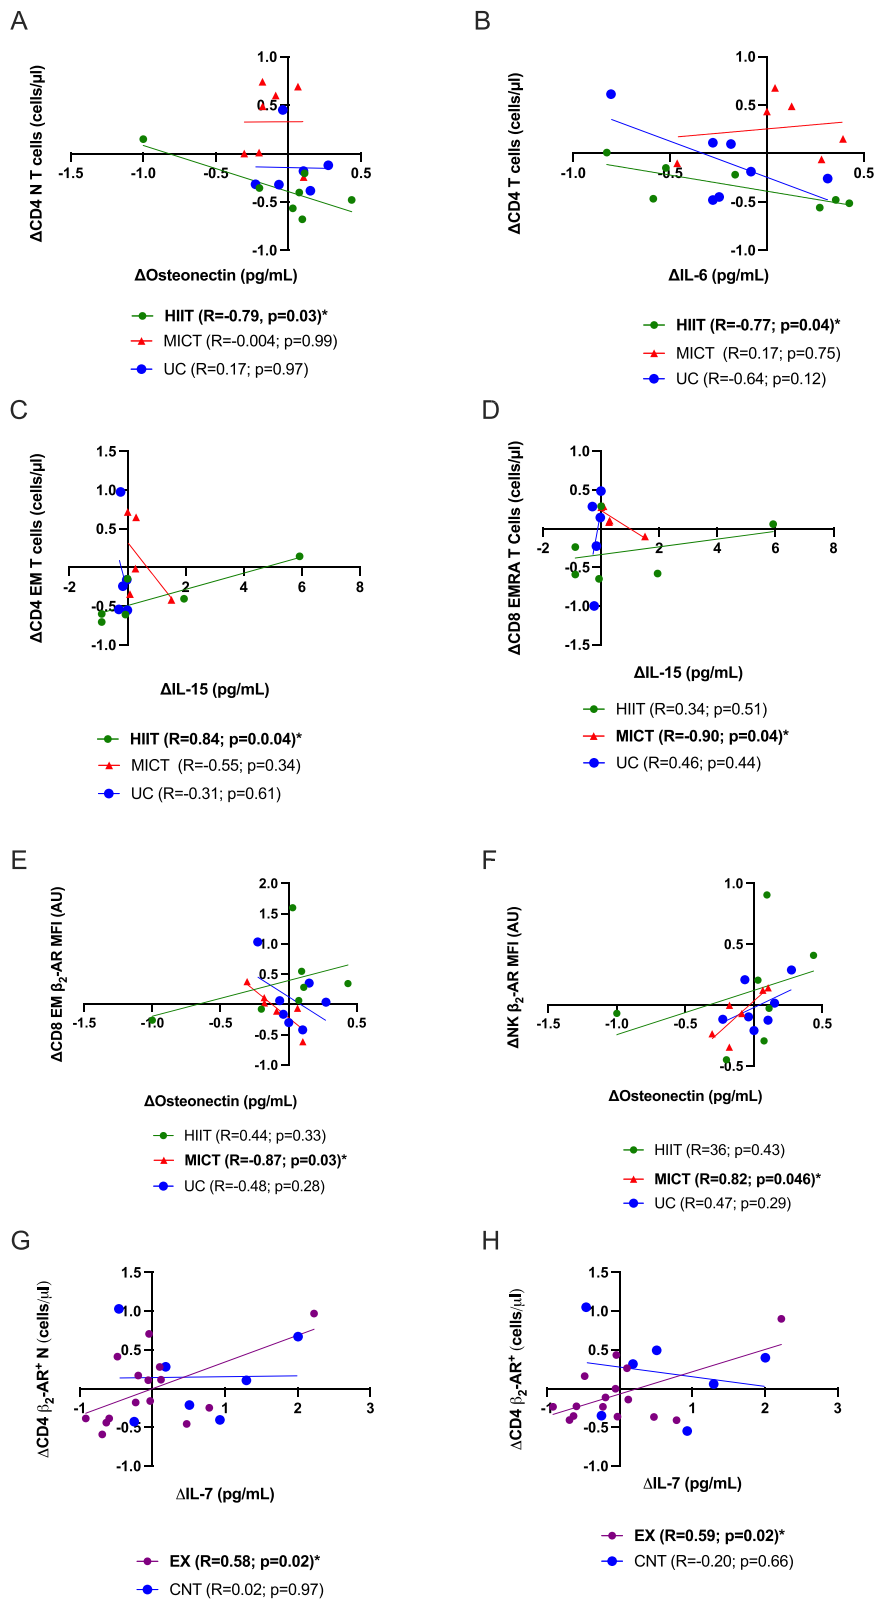 A
ΔCD4 N T cells (cells/µl)
1.0
0.5
-1.5
-1.0
-0.5
0.5
-0.5
-1.0
ΔOsteonectin (pg/mL)
HIIT (R=-0.79, p=0.03)*
MICT (R=-0.004; p=0.99)
UC (R=0.17; p=0.97)
B
ΔCD4 T cells (cells/µl)
1.0
0.5
-1.0
-0.5
0.5
-0.5
-1.0
ΔIL-6 (pg/mL)
HIIT (R=-0.77; p=0.04)*
MICT (R=0.17; p=0.75)
UC (R=-0.64; p=0.12)
C
ΔCD4 EM T Cells (cells/µl)
1.5
1.0
0.5
-2
2
4
6
8
-0.5
-1.0
ΔIL-15 (pg/mL)
HIIT (R=0.84; p=0.0.04)*
MICT (R=-0.55; p=0.34)
UC (R=-0.31; p=0.61)
D
ΔCD8 EMRA T Cells (cells/µl)
1.0
0.5
-2
2
4
6
8
-0.5
-1.0
-1.5
ΔIL-15 (pg/mL)
HIIT (R=0.34; p=0.51)
MICT (R=-0.90; p=0.04)*
UC (R=0.46; p=0.44)
E
ΔCD8 EM β2-AR MFI (AU)
2.0
1.5
1.0
0.5
-1.5
-1.0
-0.5
0.5
-0.5
-1.0
ΔOsteonectin (pg/mL)
HIIT (R=0.44; p=0.33)
MICT (R=-0.87; p=0.03)*
UC (R=-0.48; p=0.28)
F
ΔNK β2-AR MFI (AU)
1.0
0.5
-1.5
-1.0
-0.5
0.5
-0.5
ΔOsteonectin (pg/mL)
HIIT (R=36; p=0.43)
MICT (R=0.82; p=0.046)*
UC (R=0.47; p=0.29)
G
ΔCD4 β2-AR+ N (cells/µl)
1.5
1.0
0.5
-1
1
2
3
-0.5
-1.0
ΔIL-7 (pg/mL)
EX (R=0.58; p=0.02)*
CNT (R=0.02; p=0.97)
H
ΔCD4 β2-AR+ (cells/µl)
1.5
1.0
0.5
-1
1
2
3
-0.5
-1.0
ΔIL-7 (pg/mL)
EX (R=0.59; p=0.02)*
CNT (R=-0.20; p=0.66)